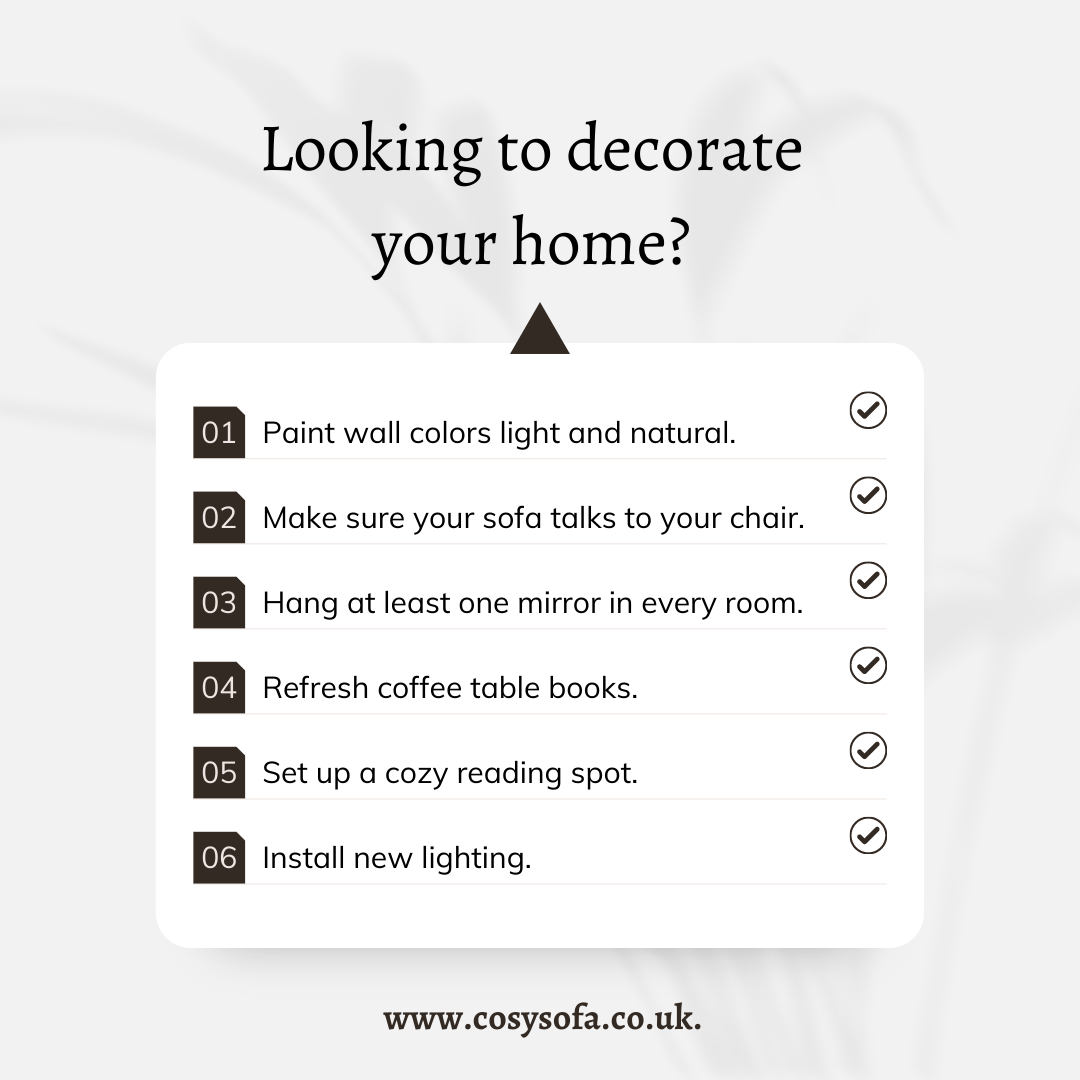 Looking to decorate
your home?
01 Paint wall colors light and natural.
02 Make sure your sofa talks to your chair.
03 Hang at least one mirror in every room.
04 Refresh coffee table books.
05 Set up a cozy reading spot.
06 Install new lighting.
www.cosysofa.co.uk.